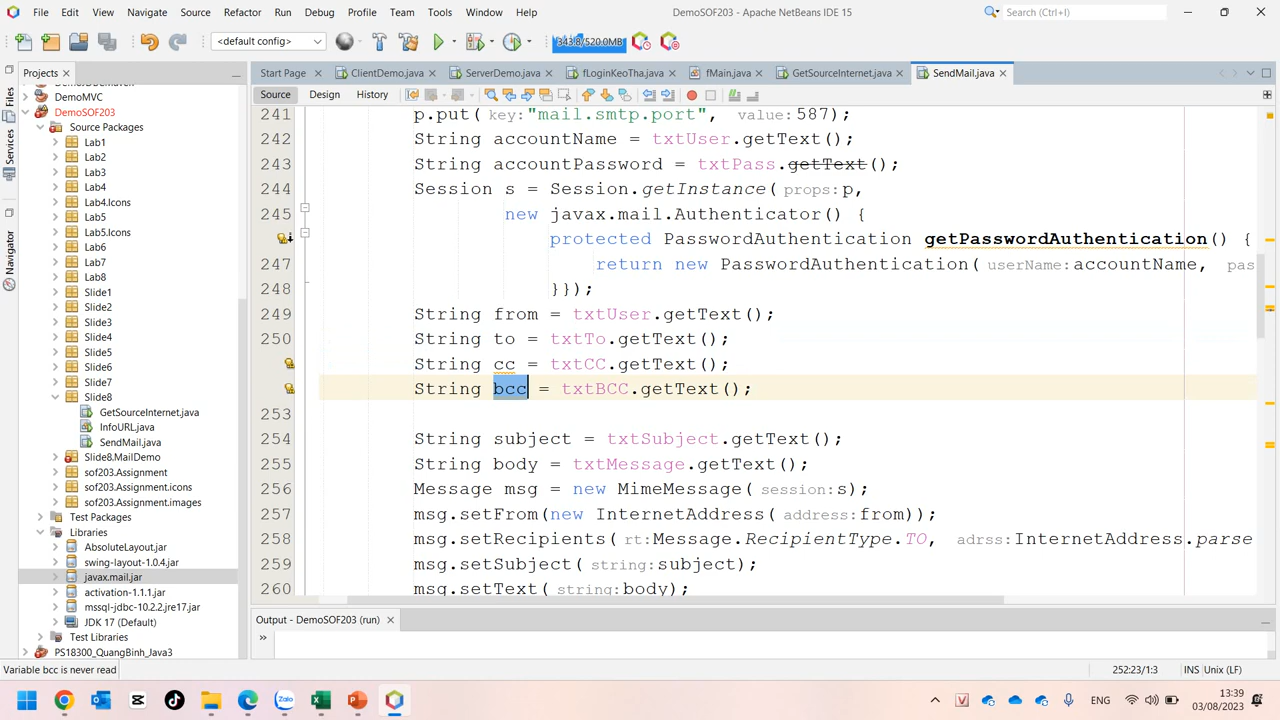 File Edit View Navigate Source Refactor Run Debug Profile Team Tools Window Help
DemoSOF203 - Apache NetBeans IDE 15
Search (Ctrl+I)
<default config>
343.8/520.0MB
Projects
Start Page
ClientDemo.java
ServerDemo.java
fLoginKeoTha.java
fMain.java
GetSourceInternet.java
SendMail.java
Files
Services
Navigator
DemoMVC
DemoSOF203
Source Packages
Lab1
Lab2
Lab3
Lab4
Lab4.Icons
Lab5
Lab5.Icons
Lab6
Lab7
Lab8
Slide1
Slide2
Slide3
Slide4
Slide5
Slide6
Slide7
Slide8
GetSourceInternet.java
InfoURL.java
SendMail.java
Slide8.MailDemo
sof203.Assignment
sof203.Assignment.icons
sof203.Assignment.images
Test Packages
Libraries
AbsoluteLayout.jar
swing-layout-1.0.4.jar
javax.mail.jar
activation-1.1.1.jar
mssql-jdbc-10.2.2.jre17.jar
JDK 17 (Default)
Test Libraries
PS18300_QuangBinh_Java3
Source Design History
241 p.put(key:"mail.smtp.port", value:587);
242 String accountName = txtUser.getText();
243 String accountPassword = txtPass.getText();
244 Session s = Session.getInstance(props:p,
245 new javax.mail.Authenticator() {
protected PasswordAuthentication getPasswordAuthentication() {
247 return new PasswordAuthentication(userName:accountName, pas
248 }});
249 String from = txtUser.getText();
250 String to = txtTo.getText();
String cc = txtCC.getText();
String bcc = txtBCC.getText();
253
254 String subject = txtSubject.getText();
255 String body = txtMessage.getText();
256 Message msg = new MimeMessage(session:s);
257 msg.setFrom(new InternetAddress(address:from));
258 msg.setRecipients(rt:Message.RecipientType.TO, adrss:InternetAddress.parse
259 msg.setSubject(string:subject);
260 msg.setText(string:body);
Output - DemoSOF203 (run)
Variable bcc is never read
252:23/1:3
INS
Unix (LF)
Zalo
ENG
13:39
03/08/2023